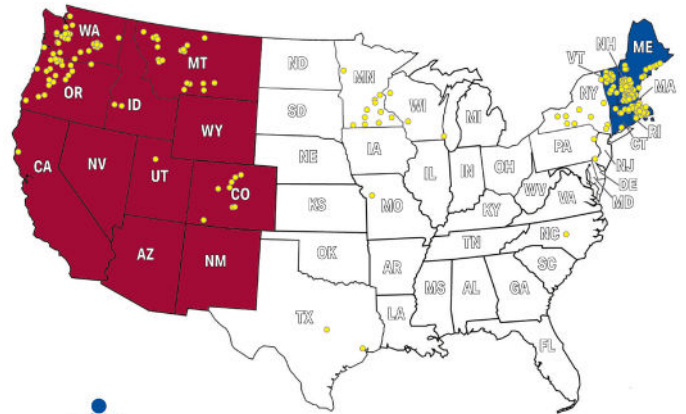 WA
MT
ND
MN
VT
NH
ME
OR
ID
SD
WI
MI
NY
MA
WY
RI
CT
CA
NV
UT
NE
IA
PA
NJ
CO
IL
IN
OH
DE
MD
KS
MO
WV
VA
KY
AZ
NM
OK
TN
NC
AR
SC
MS
AL
GA
TX
LA
FL